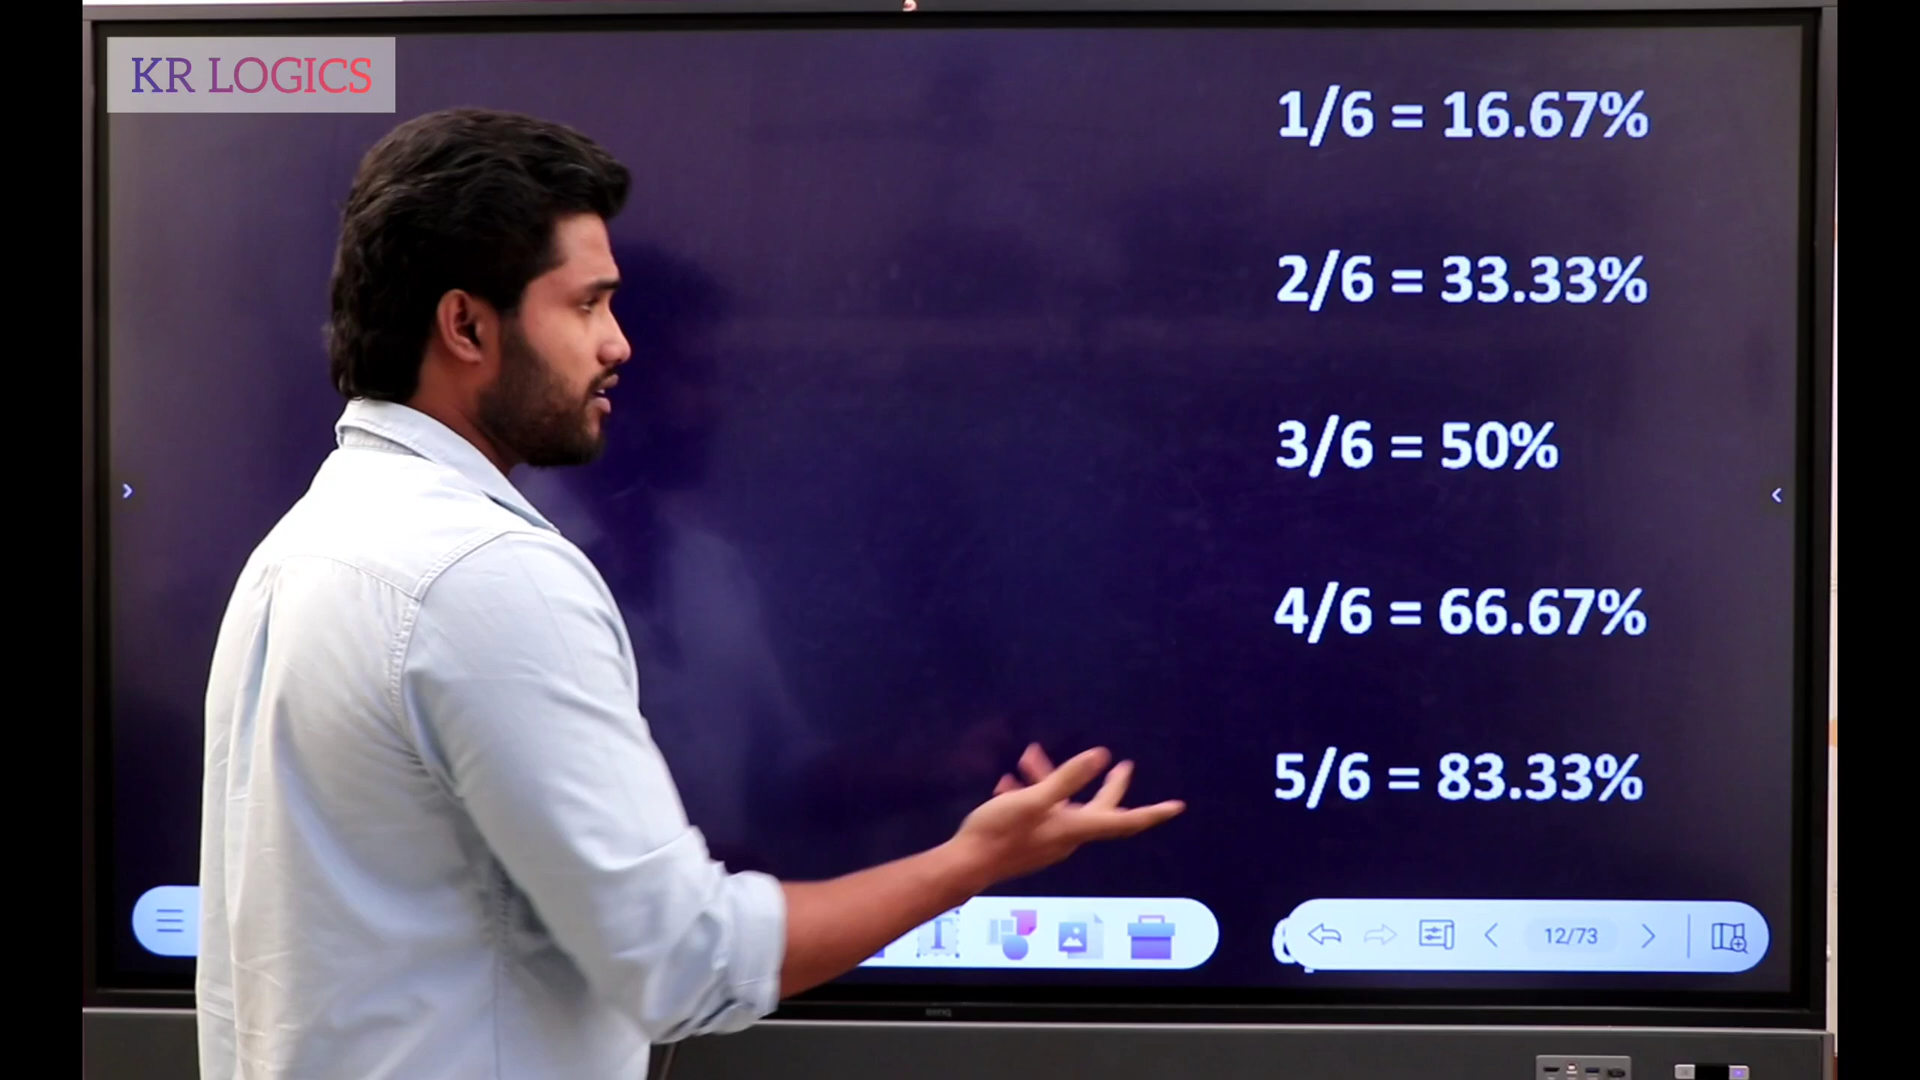 KR LOGICS
1/6 = 16.67%
2/6 = 33.33%
3/6 = 50%
4/6 = 66.67%
5/6 = 83.33%
T
12/73
BenQ